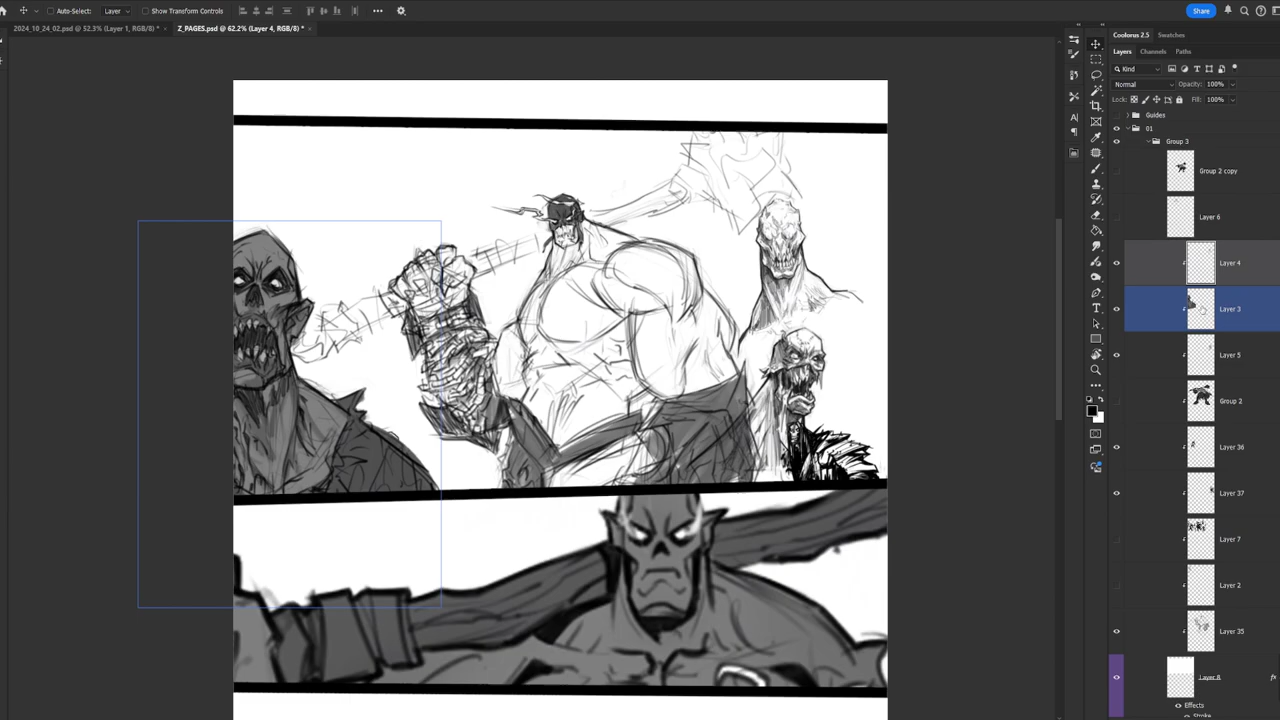 Auto-Select: Layer Show Transform Controls Share
2024_10_24_02.psd @ 52.3% (Layer 1, RGB/8) * × Z_PAGES.psd @ 62.2% (Layer 4, RGB/8) * ×
Coolorus 2.5 Swatches
Layers Channels Paths
Kind
Normal Opacity: 100%
Lock: Fill: 100%
Guides
01
Group 3
Group 2 copy
Layer 6
Layer 4
Layer 3
Layer 5
Group 2
Layer 36
Layer 37
Layer 7
Layer 2
Layer 35
Layer 8 fx
Effects
Stroke